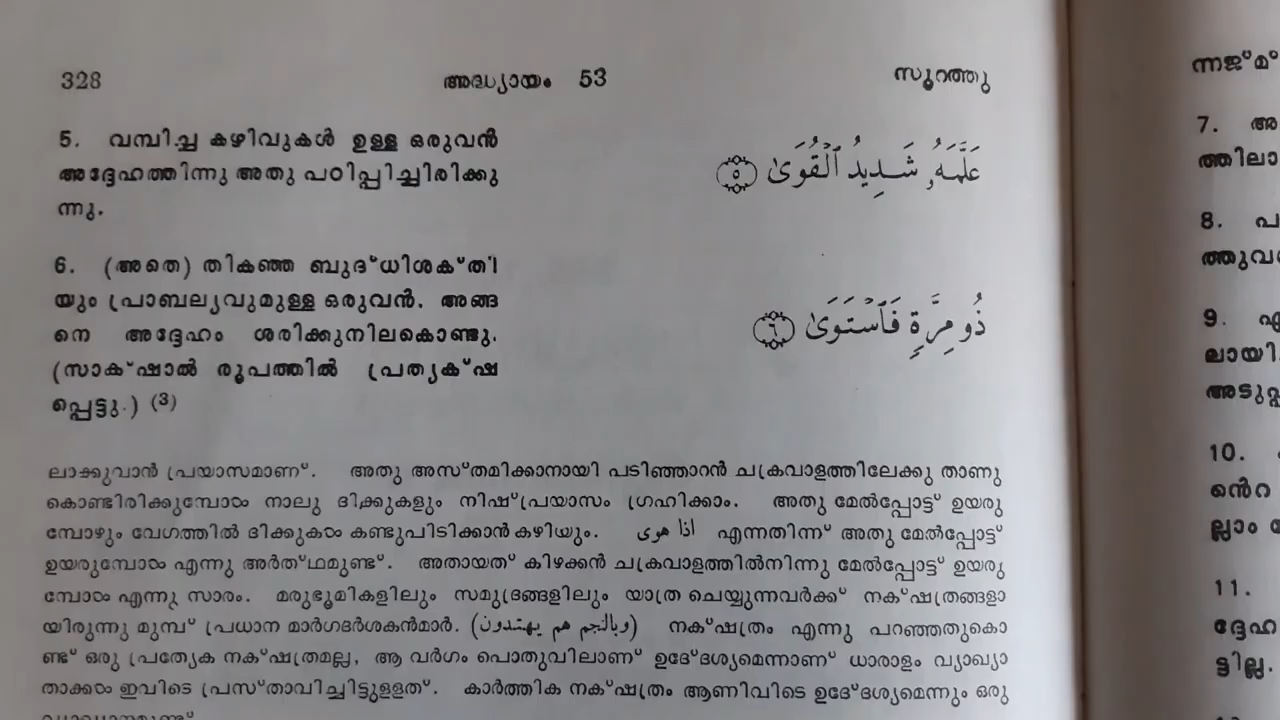 328 അദ്ധ്യായം 53 സൂറത്തു
5. വമ്പിച്ച കഴിവുകൾ ഉള്ള ഒരുവൻ
അദ്ദേഹത്തിന്നു അതു പഠിപ്പിച്ചിരിക്കു
ന്നു.
عَلَّمَهُۥ شَدِيدُ ٱلْقُوَىٰ ٥
6. (അതെ) തികഞ്ഞ ബുദ്ധിശക്തി
യും പ്രാബല്യവുമുള്ള ഒരുവൻ. അങ്ങ
നെ അദ്ദേഹം ശരിക്കുനിലകൊണ്ടു.
(സാക്ഷാൽ രൂപത്തിൽ പ്രത്യക്ഷ
പ്പെട്ടു.) (3)
ذُو مِرَّةٍ فَٱسْتَوَىٰ ٦
ലാക്കുവാൻ പ്രയാസമാണ്. അതു അസ്തമിക്കാനായി പടിഞ്ഞാറൻ ചക്രവാളത്തിലേക്കു താണു
കൊണ്ടിരിക്കുമ്പോൾ നാലു ദിക്കുകളും നിഷ്പ്രയാസം ഗ്രഹിക്കാം. അതു മേൽപ്പോട്ട് ഉയരു
മ്പോഴും വേഗത്തിൽ ദിക്കുകൾ കണ്ടുപിടിക്കാൻ കഴിയും. اذا هوى എന്നതിന്ന് അതു മേൽപ്പോട്ട്
ഉയരുമ്പോൾ എന്നു അർത്ഥമുണ്ട്. അതായത് കിഴക്കൻ ചക്രവാളത്തിൽനിന്നു മേൽപ്പോട്ട് ഉയരു
മ്പോൾ എന്നു സാരം. മരുഭൂമികളിലും സമുദ്രങ്ങളിലും യാത്ര ചെയ്യുന്നവർക്ക് നക്ഷത്രങ്ങളാ
യിരുന്നു മുമ്പ് പ്രധാന മാർഗദർശകൻമാർ. (وبالنجم هم يهتدون) നക്ഷത്രം എന്നു പറഞ്ഞതുകൊ
ണ്ട് ഒരു പ്രത്യേക നക്ഷത്രമല്ല, ആ വർഗം പൊതുവിലാണ് ഉദ്ദേശ്യമെന്നാണ് ധാരാളം വ്യാഖ്യാ
താക്കൾ ഇവിടെ പ്രസ്താവിച്ചിട്ടുള്ളത്. കാർത്തിക നക്ഷത്രം ആണിവിടെ ഉദ്ദേശ്യമെന്നും ഒരു
ന്നജ്മ്
7. അ
ത്തിലാ
8. പ
ത്തുവ
9. എ
ലായി
അടുപ്പ
10.
ൻെറ
ല്ലാം
11.
ദ്ദേഹ
ട്ടില്ല.